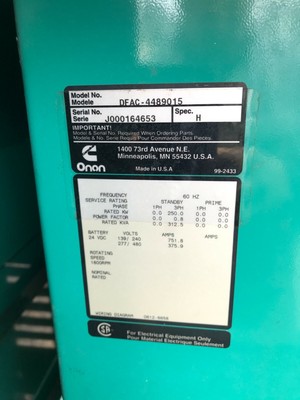 Model No.
Modele DFAC-4489015
Serial No. Spec.
Serie J000164653 H
IMPORTANT!
Model & Serial No. Required When Ordering Parts.
Modele & No de Serie Requis Pour Commander Des Pieces
1400 73rd Avenue N.E.
Minneapolis, MN 55432 U.S.A.
Onan
Made in U.S.A. 99-2433
FREQUENCY 60 HZ
SERVICE RATING STANDBY PRIME
PHASE 1PH 3PH 1PH 3PH
RATED KW 0.0 250.0 0.0 0.0
POWER FACTOR 0.0 0.8 0.0 0.0
RATED KVA 0.0 312.5 0.0 0.0
BATTERY VOLTS AMPS AMPS
24 VDC 139/240 751.8
277/480 375.9
ROTATING
SPEED
1800RPM
NOMINAL
RATED
WIRING DIAGRAM
For Electrical Equipment Only
Pour Materiel Electrique Seulement